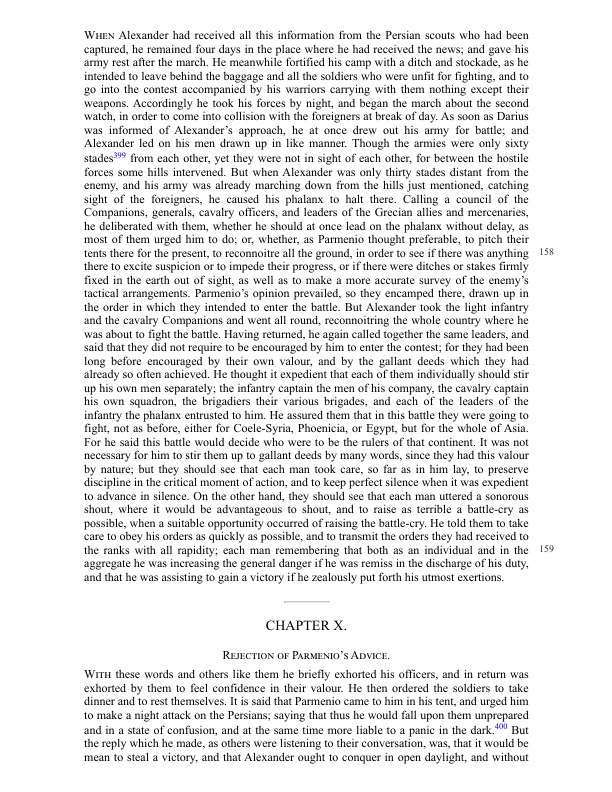 WHEN Alexander had received all this information from the Persian scouts who had been
captured, he remained four days in the place where he had received the news; and gave his
army rest after the march. He meanwhile fortified his camp with a ditch and stockade, as he
intended to leave behind the baggage and all the soldiers who were unfit for fighting, and to
go into the contest accompanied by his warriors carrying with them nothing except their
weapons. Accordingly he took his forces by night, and began the march about the second
watch, in order to come into collision with the foreigners at break of day. As soon as Darius
was informed of Alexander's approach, he at once drew out his army for battle; and
Alexander led on his men drawn up in like manner. Though the armies were only sixty
stades399 from each other, yet they were not in sight of each other, for between the hostile
forces some hills intervened. But when Alexander was only thirty stades distant from the
enemy, and his army was already marching down from the hills just mentioned, catching
sight of the foreigners, he caused his phalanx to halt there. Calling a council of the
Companions, generals, cavalry officers, and leaders of the Grecian allies and mercenaries,
he deliberated with them, whether he should at once lead on the phalanx without delay, as
most of them urged him to do; or, whether, as Parmenio thought preferable, to pitch their
tents there for the present, to reconnoitre all the ground, in order to see if there was anything 158
there to excite suspicion or to impede their progress, or if there were ditches or stakes firmly
fixed in the earth out of sight, as well as to make a more accurate survey of the enemy's
tactical arrangements. Parmenio's opinion prevailed, so they encamped there, drawn up in
the order in which they intended to enter the battle. But Alexander took the light infantry
and the cavalry Companions and went all round, reconnoitring the whole country where he
was about to fight the battle. Having returned, he again called together the same leaders, and
said that they did not require to be encouraged by him to enter the contest; for they had been
long before encouraged by their own valour, and by the gallant deeds which they had
already so often achieved. He thought it expedient that each of them individually should stir
up his own men separately; the infantry captain the men of his company, the cavalry captain
his own squadron, the brigadiers their various brigades, and each of the leaders of the
infantry the phalanx entrusted to him. He assured them that in this battle they were going to
fight, not as before, either for Coele-Syria, Phoenicia, or Egypt, but for the whole of Asia.
For he said this battle would decide who were to be the rulers of that continent. It was not
necessary for him to stir them up to gallant deeds by many words, since they had this valour
by nature; but they should see that each man took care, so far as in him lay, to preserve
discipline in the critical moment of action, and to keep perfect silence when it was expedient
to advance in silence. On the other hand, they should see that each man uttered a sonorous
shout, where it would be advantageous to shout, and to raise as terrible a battle-cry as
possible, when a suitable opportunity occurred of raising the battle-cry. He told them to take
care to obey his orders as quickly as possible, and to transmit the orders they had received to
the ranks with all rapidity; each man remembering that both as an individual and in the 159
aggregate he was increasing the general danger if he was remiss in the discharge of his duty,
and that he was assisting to gain a victory if he zealously put forth his utmost exertions.
CHAPTER X.
REJECTION OF PARMENIO'S ADVICE.
WITH these words and others like them he briefly exhorted his officers, and in return was
exhorted by them to feel confidence in their valour. He then ordered the soldiers to take
dinner and to rest themselves. It is said that Parmenio came to him in his tent, and urged him
to make a night attack on the Persians; saying that thus he would fall upon them unprepared
and in a state of confusion, and at the same time more liable to a panic in the dark.400 But
the reply which he made, as others were listening to their conversation, was, that it would be
mean to steal a victory, and that Alexander ought to conquer in open daylight, and without